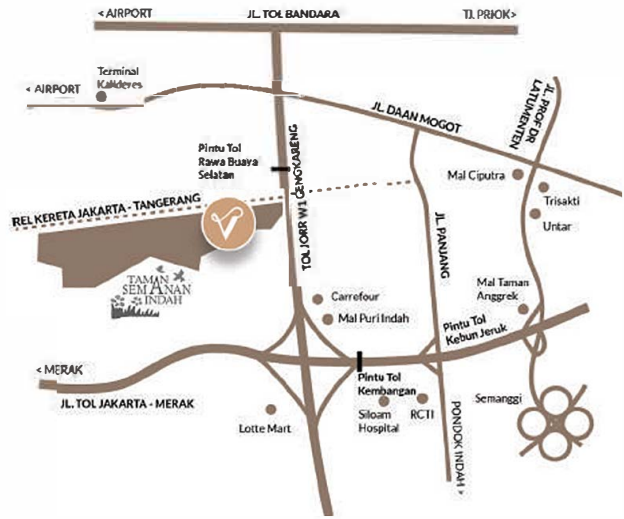 < AIRPORT
JL. TOL BANDARA
TJ. PRIOK>
Terminal
Kalideres
< AIRPORT
JL. DAAN MOGOT
JL. PROF DR
LATUMENTEN
Pintu Tol
Rawa Buaya
Selatan
TOL JORR W1 CENGKARENG
Mal Ciputra
Trisakti
Untar
REL KERETA JAKARTA - TANGERANG
V
JL. PANJANG
TAMAN
SEMANAN
INDAH
Carrefour
Mal Puri Indah
Mal Taman
Anggrek
Pintu Tol
Kebun Jeruk
< MERAK
JL. TOL JAKARTA - MERAK
Pintu Tol
Kembangan
Siloam
Hospital
RCTI
Lotte Mart
Semanggi
PONDOK INDAH >